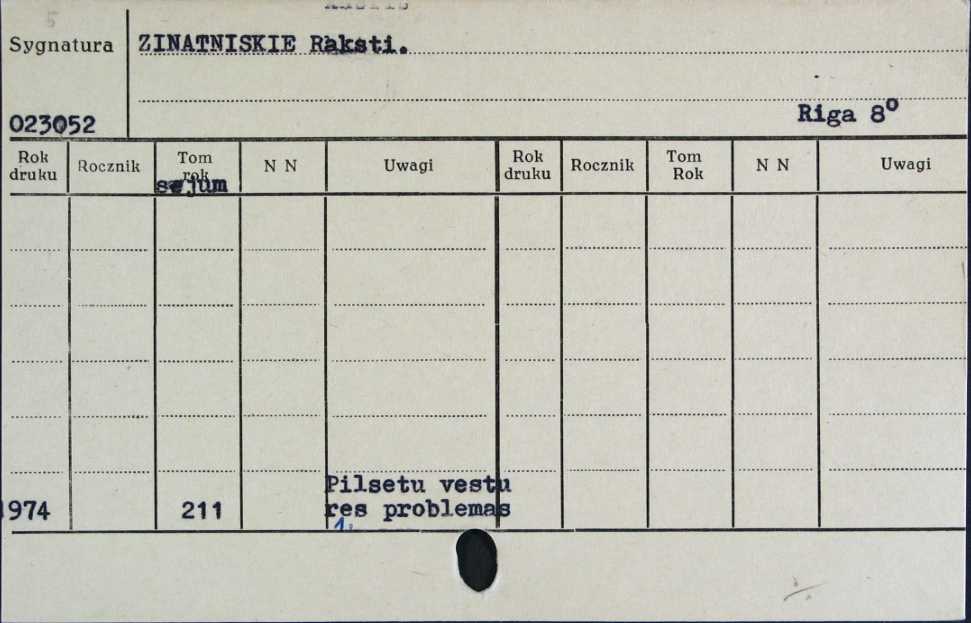 Sygnatura
ZINATNISKIE Raksti.
023052
Riga 8⁰
Rok druku Rocznik Tom rok sejum N N Uwagi Rok druku Rocznik Tom Rok N N Uwagi
Pilsetu vestu
1974 211 res problemas
1.